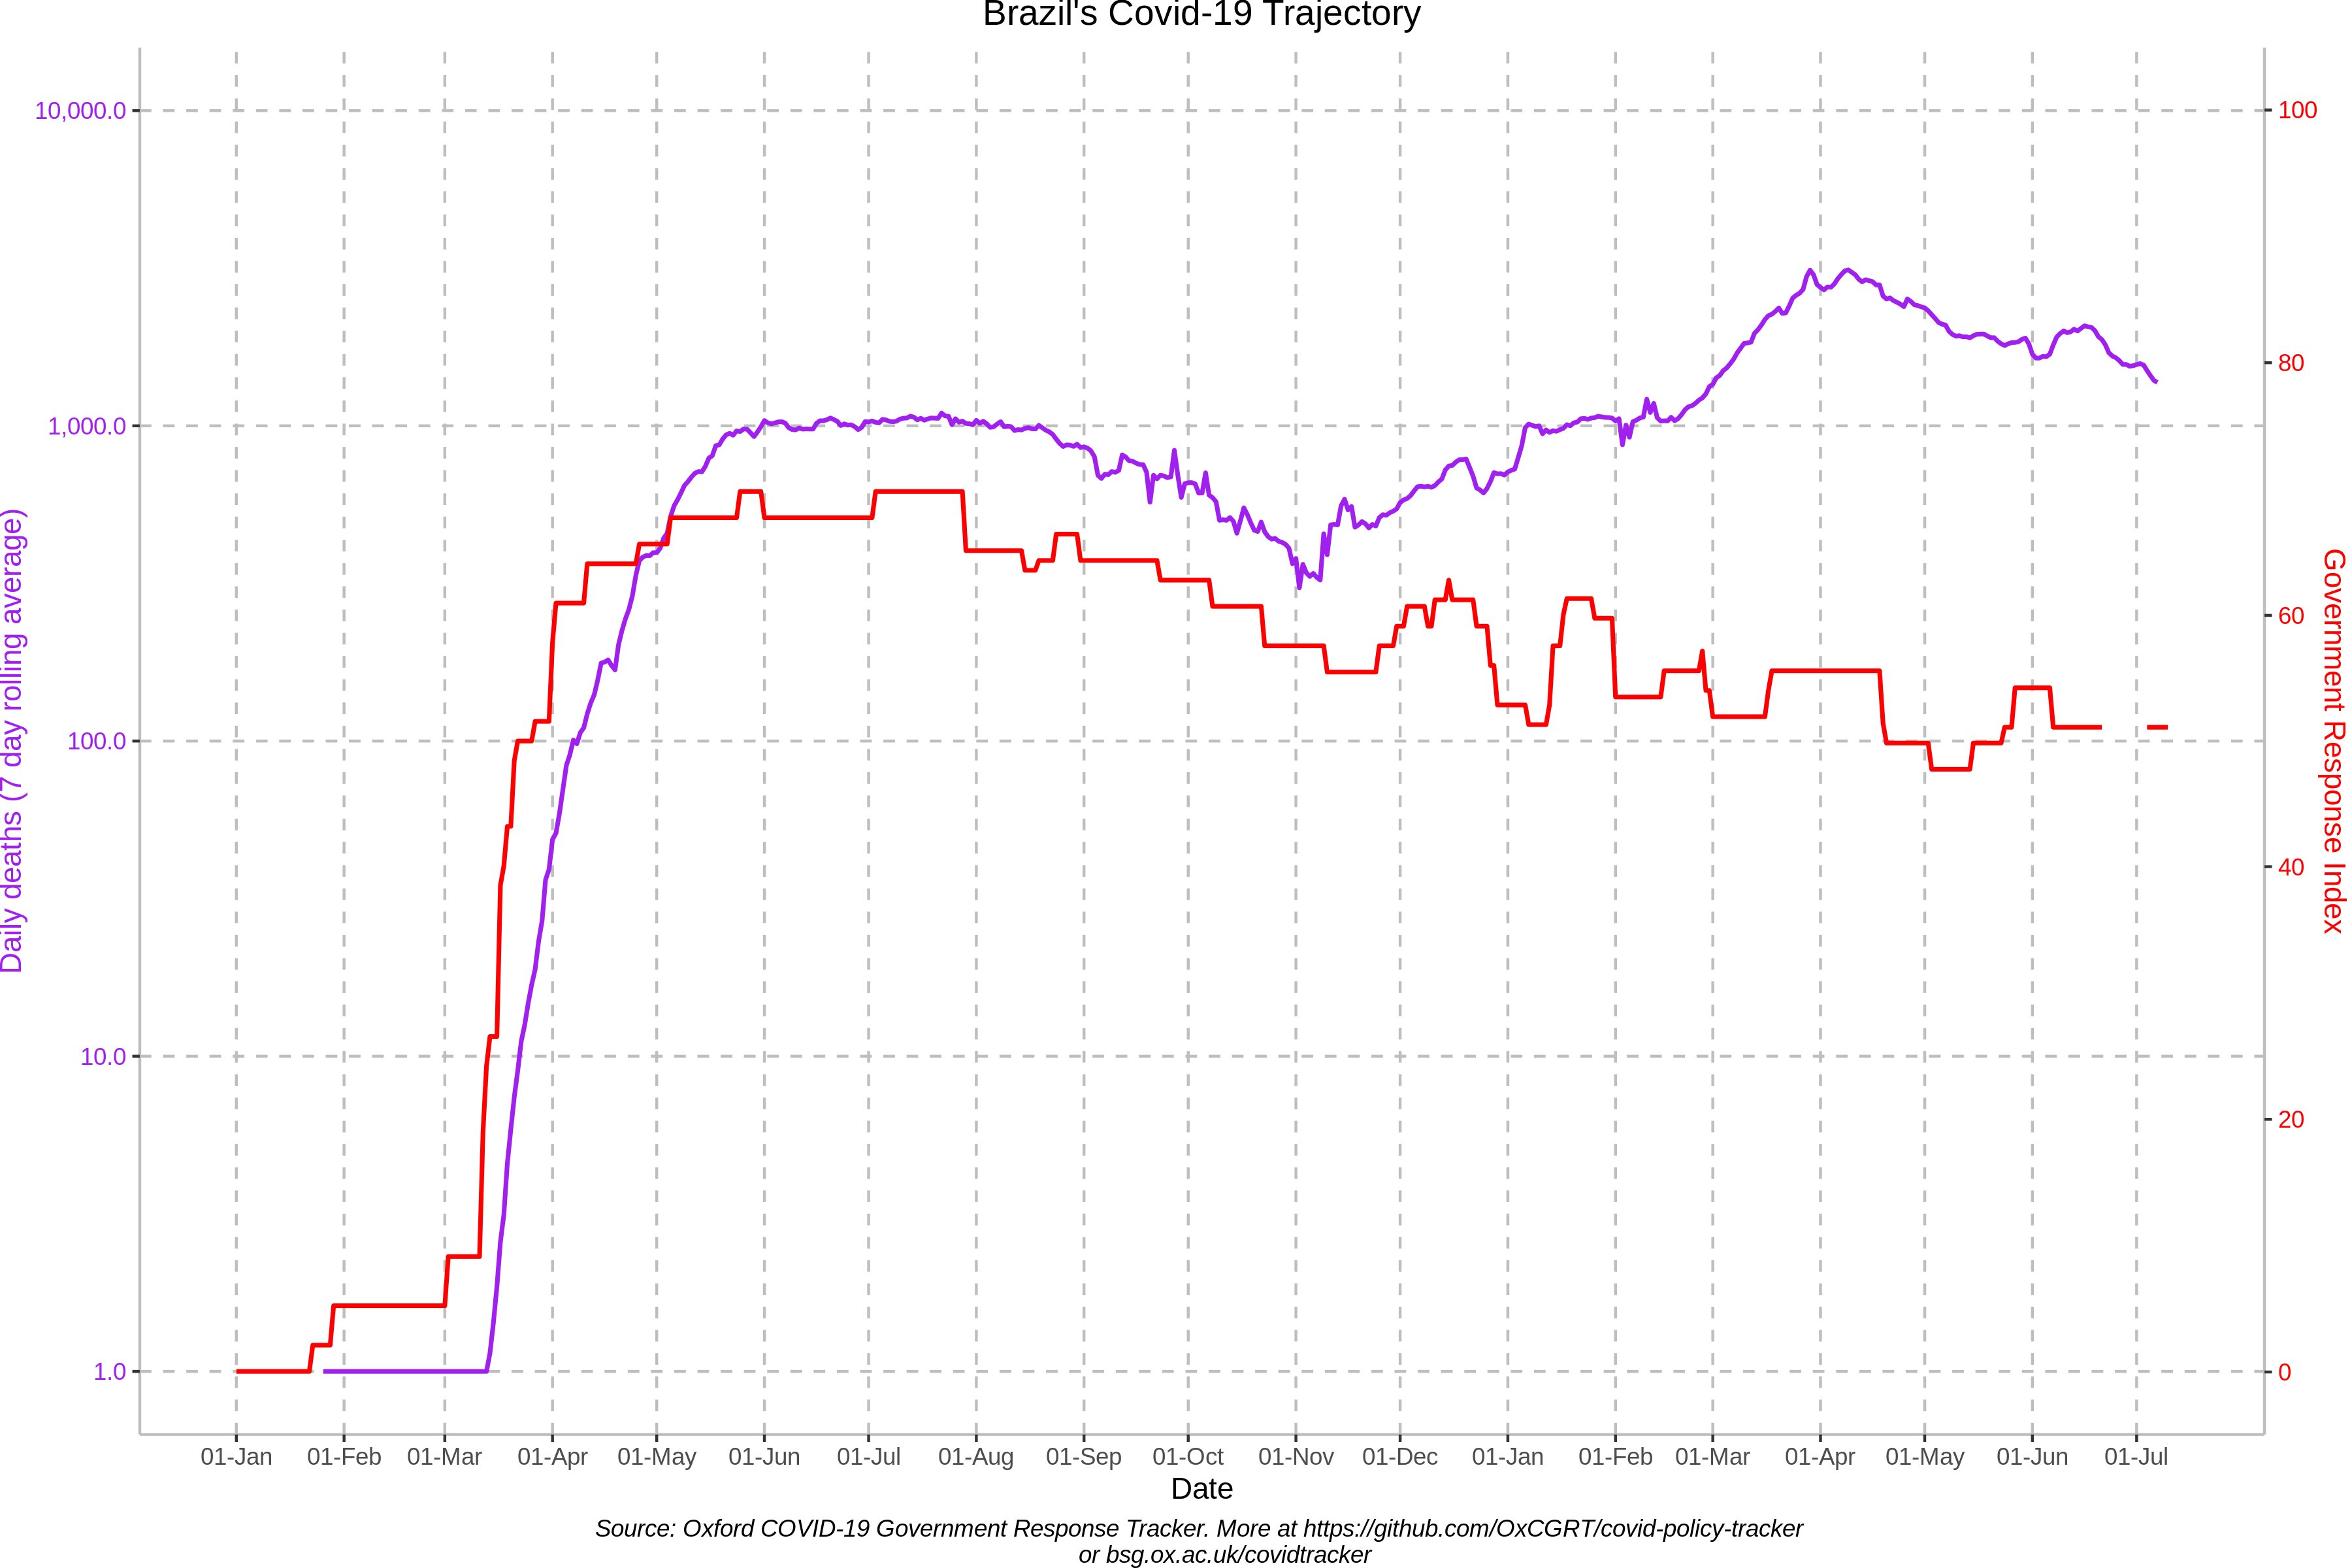 Brazil's Covid-19 Trajectory
10,000.0
1,000.0
100.0
10.0
1.0
Daily deaths (7 day rolling average)
100
80
60
40
20
0
Government Response Index
01-Jan 01-Feb 01-Mar 01-Apr 01-May 01-Jun 01-Jul 01-Aug 01-Sep 01-Oct 01-Nov 01-Dec 01-Jan 01-Feb 01-Mar 01-Apr 01-May 01-Jun 01-Jul
Date
Source: Oxford COVID-19 Government Response Tracker. More at https://github.com/OxCGRT/covid-policy-tracker
or bsg.ox.ac.uk/covidtracker